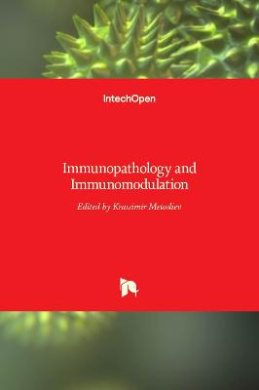 IntechOpen
Immunopathology and
Immunomodulation
Edited by Krassimir Metodiev